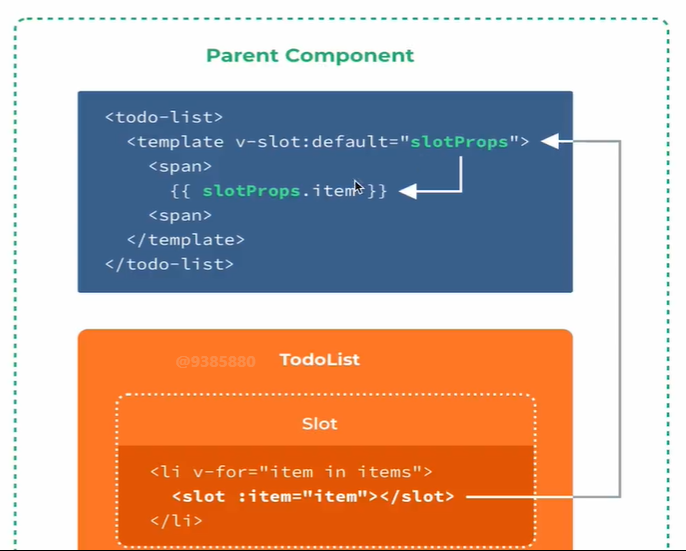 Parent Component
<todo-list>
<template v-slot:default="slotProps">
<span>
{{ slotProps.item }}
<span>
</template>
</todo-list>
@9385880
TodoList
Slot
<li v-for="item in items">
<slot :item="item"></slot>
</li>